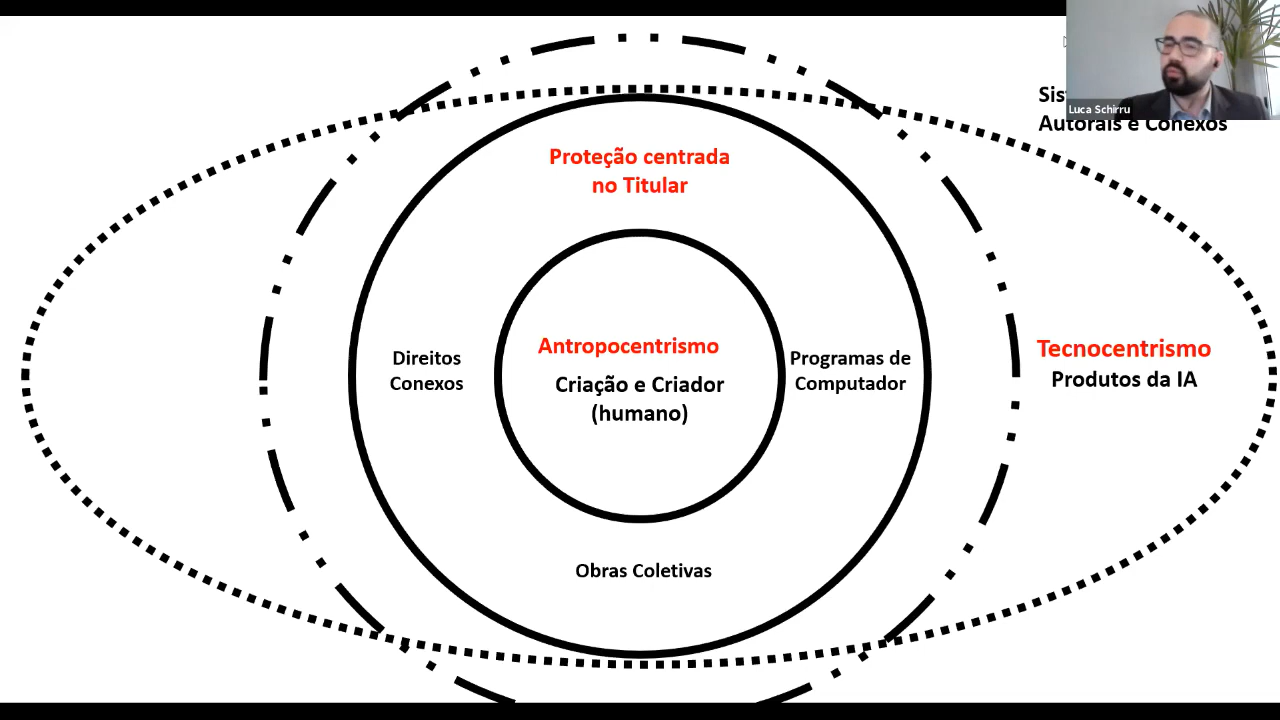 Luca Schirru
Autorais e Conexos
Proteção centrada
no Titular
Antropocentrismo
Criação e Criador
(humano)
Direitos
Conexos
Programas de
Computador
Tecnocentrismo
Produtos da IA
Obras Coletivas